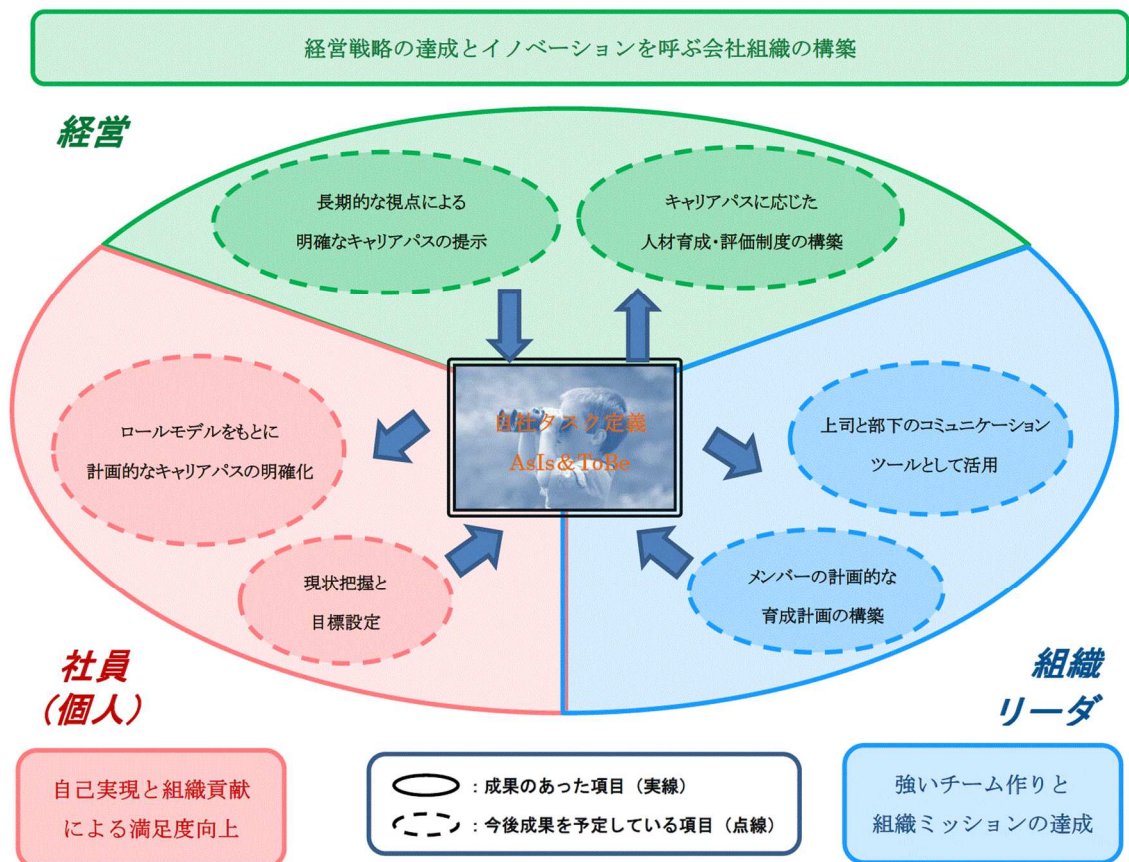 経営戦略の達成とイノベーションを呼ぶ会社組織の構築
経営
長期的な視点による
明確なキャリアパスの提示
キャリアパスに応じた
人材育成・評価制度の構築
ロールモデルをもとに
計画的なキャリアパスの明確化
自社タスク定義
AsIs&ToBe
上司と部下のコミュニケーション
ツールとして活用
現状把握と
目標設定
メンバーの計画的な
育成計画の構築
社員
（個人）
組織
リーダ
自己実現と組織貢献
による満足度向上
：成果のあった項目（実線）
：今後成果を予定している項目（点線）
強いチーム作りと
組織ミッションの達成